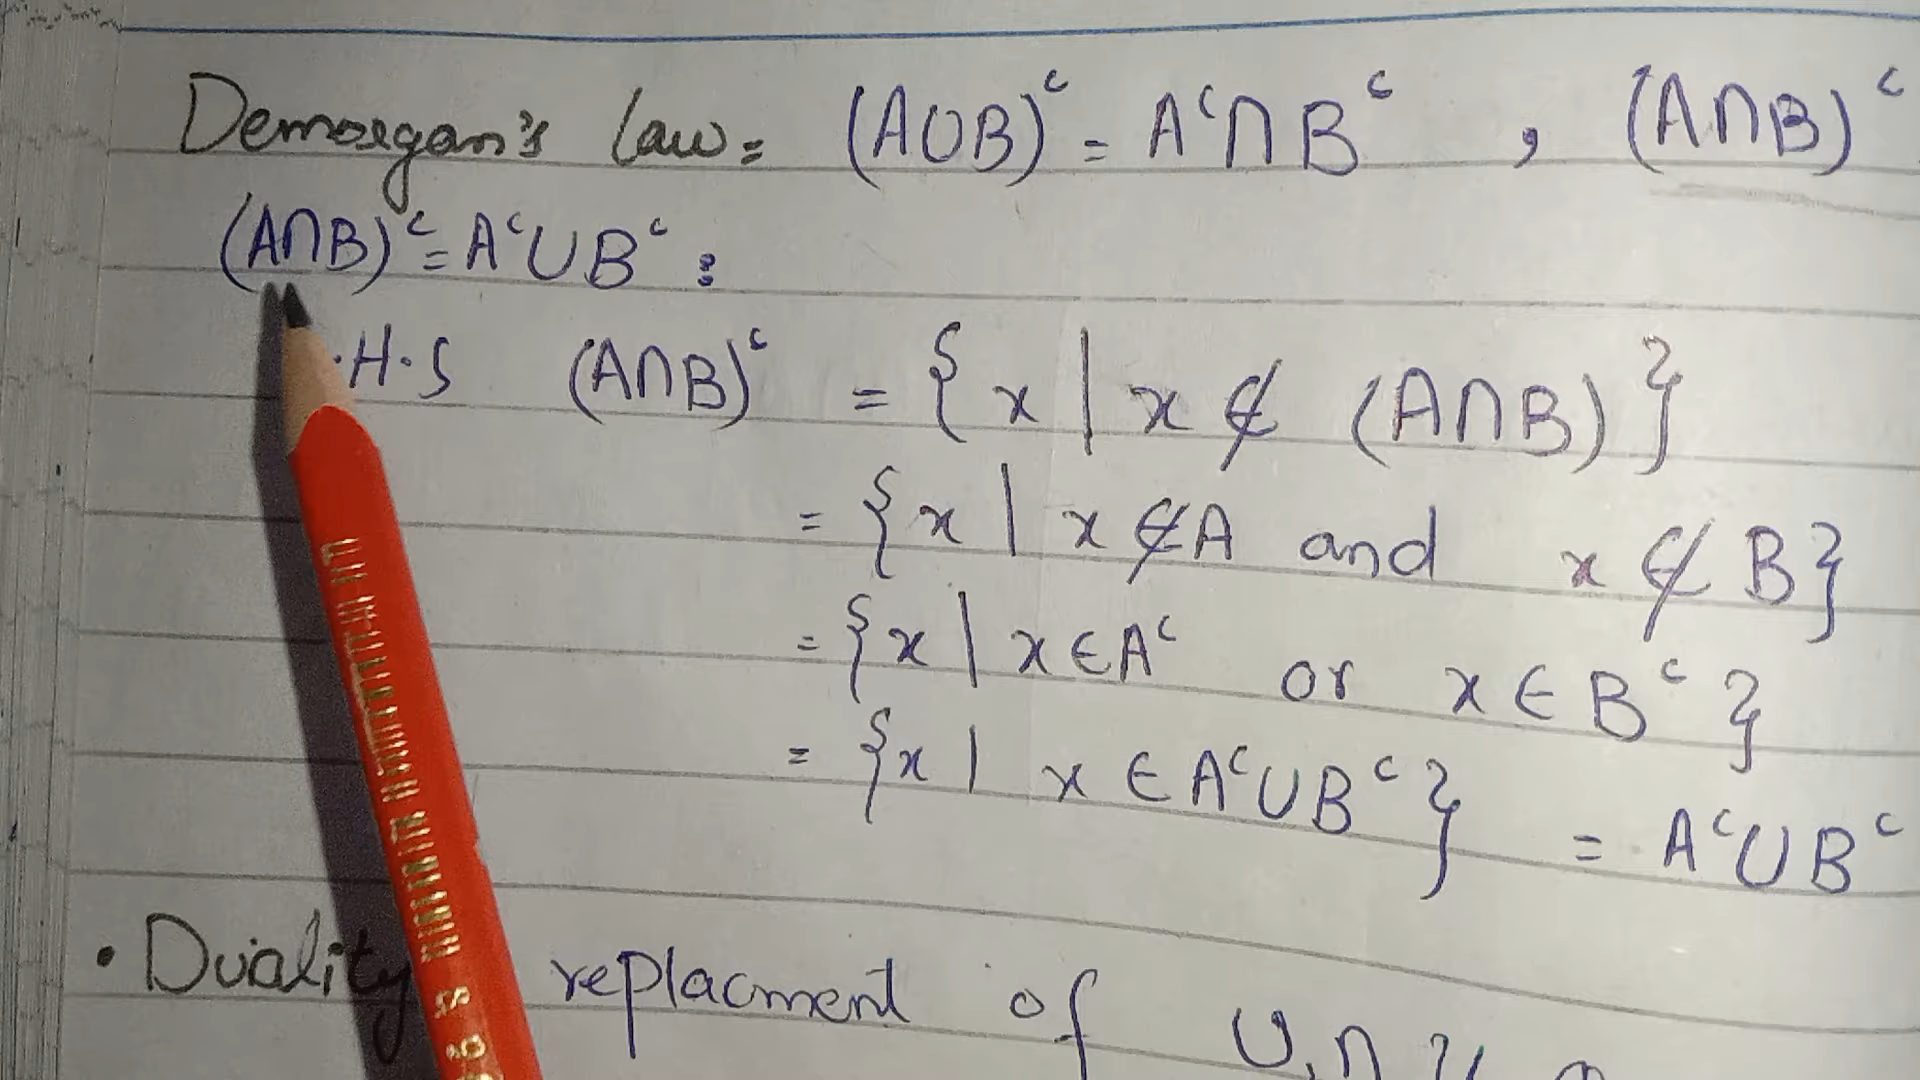 Demorgan's law = (A∪B)ᶜ = Aᶜ∩Bᶜ , (A∩B)ᶜ
(A∩B)ᶜ = Aᶜ∪Bᶜ :
.H.S (A∩B)ᶜ = {x | x ∉ (A∩B)}
= {x | x ∉ A and x ∉ B}
= {x | x ∈ Aᶜ or x ∈ Bᶜ}
= {x | x ∈ Aᶜ∪Bᶜ} = Aᶜ∪Bᶜ
• Duality replacment of ∪,∩